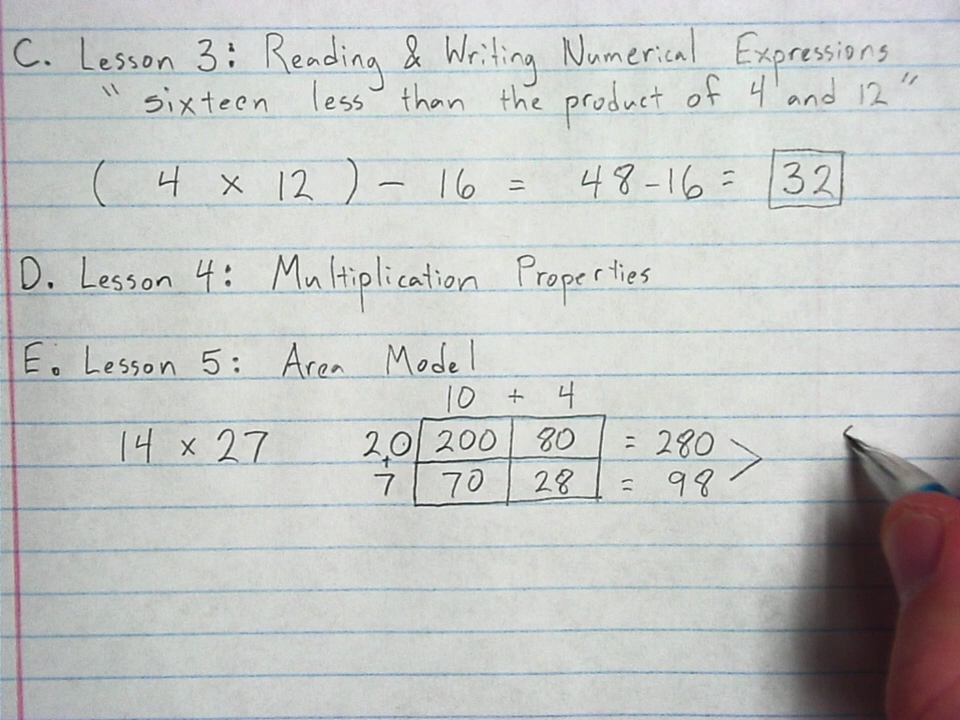 C. Lesson 3: Reading & Writing Numerical Expressions
"sixteen less than the product of 4 and 12"
( 4 x 12 ) - 16 = 48-16 = 32
D. Lesson 4: Multiplication Properties
E. Lesson 5: Area Model
10 + 4
14 x 27 20 200 80 = 280
+
7 70 28 = 98 >